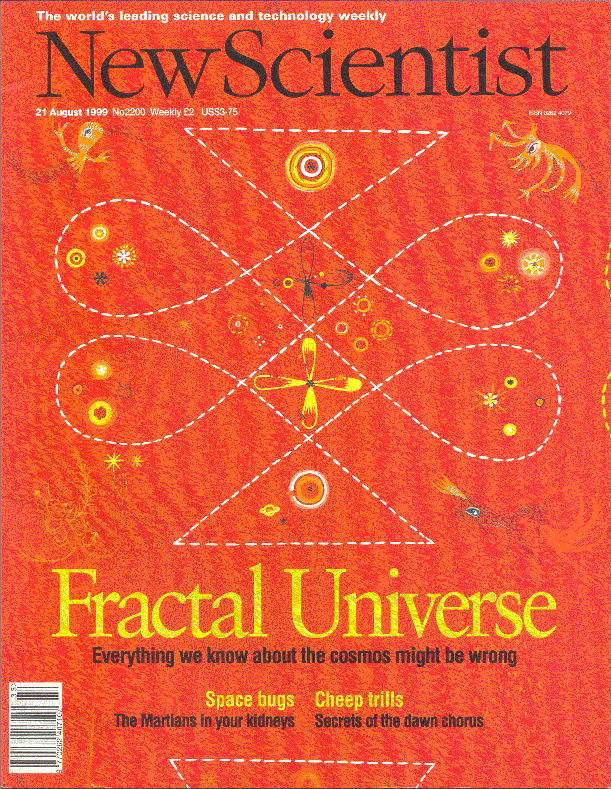 The world's leading science and technology weekly
NewScientist
21 August 1999 No2200 Weekly £2 US$3·75
ISSN 0262 4079
Fractal Universe
Everything we know about the cosmos might be wrong
Space bugs Cheep trills
The Martians in your kidneys Secrets of the dawn chorus